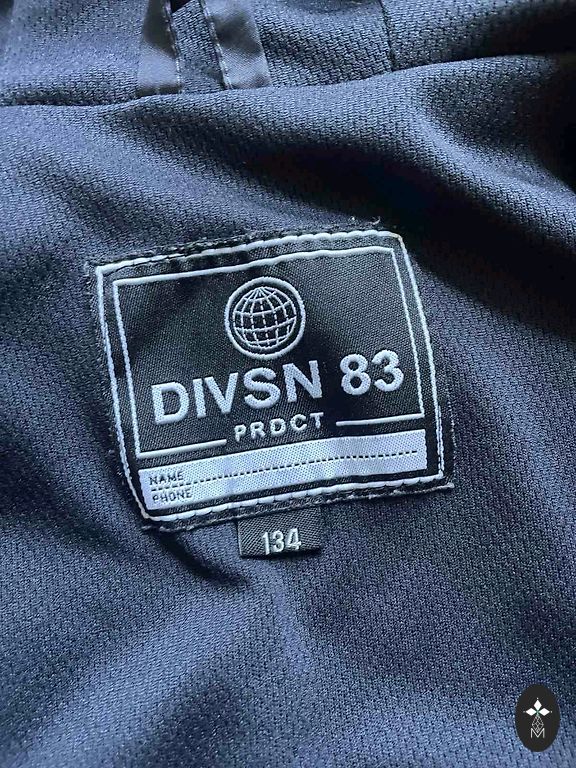 DIVSN 83
PRDCT
NAME
PHONE
134
M